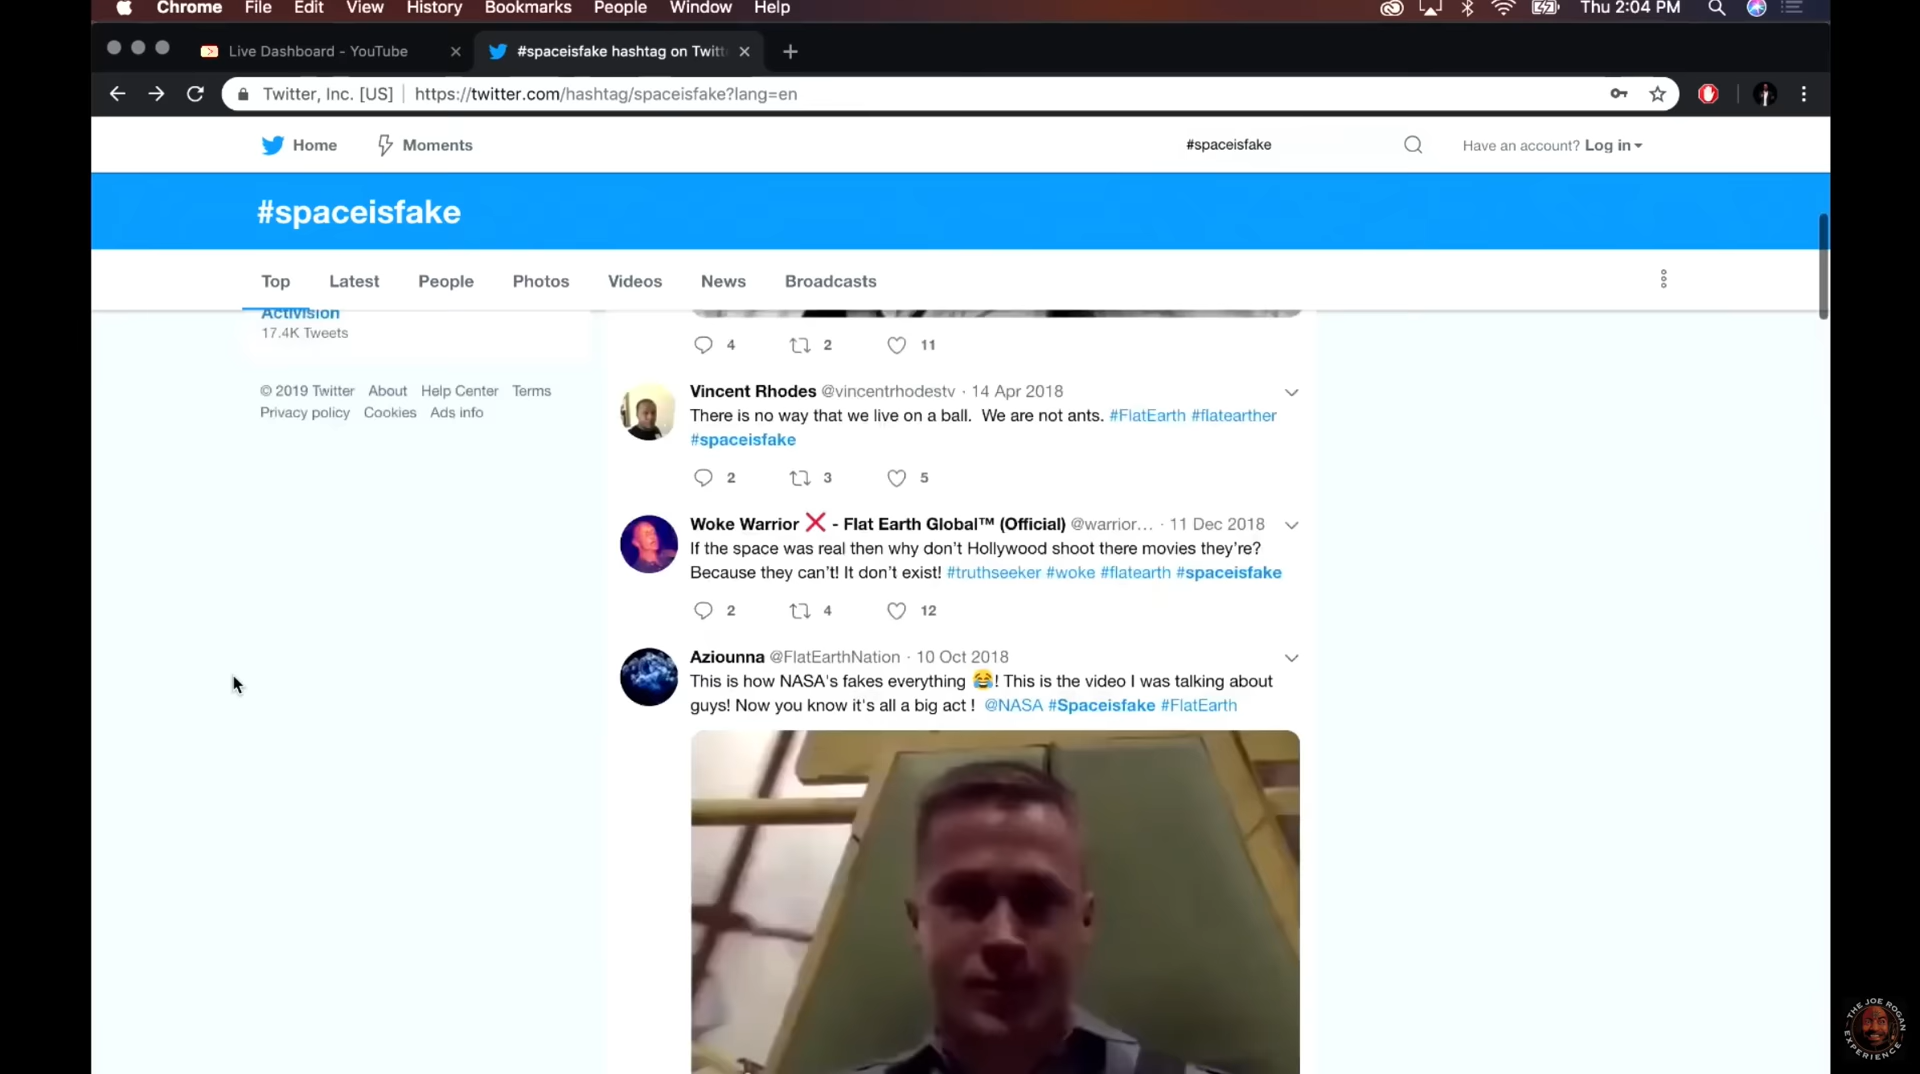 Chrome File Edit View History Bookmarks People Window Help Thu 2:04 PM
Live Dashboard - YouTube #spaceisfake hashtag on Twitt
Twitter, Inc. [US] https://twitter.com/hashtag/spaceisfake?lang=en
Home Moments #spaceisfake Have an account? Log in
#spaceisfake
Top Latest People Photos Videos News Broadcasts
Activision
17.4K Tweets
© 2019 Twitter About Help Center Terms
Privacy policy Cookies Ads info
4 2 11
Vincent Rhodes @vincentrhodestv · 14 Apr 2018
There is no way that we live on a ball. We are not ants. #FlatEarth #flatearther
#spaceisfake
2 3 5
Woke Warrior ❌ - Flat Earth Global™ (Official) @warrior... · 11 Dec 2018
If the space was real then why don't Hollywood shoot there movies they're?
Because they can't! It don't exist! #truthseeker #woke #flatearth #spaceisfake
2 4 12
Aziounna @FlatEarthNation · 10 Oct 2018
This is how NASA's fakes everything 😂! This is the video I was talking about
guys! Now you know it's all a big act ! @NASA #Spaceisfake #FlatEarth
THE JOE ROGAN
EXPERIENCE